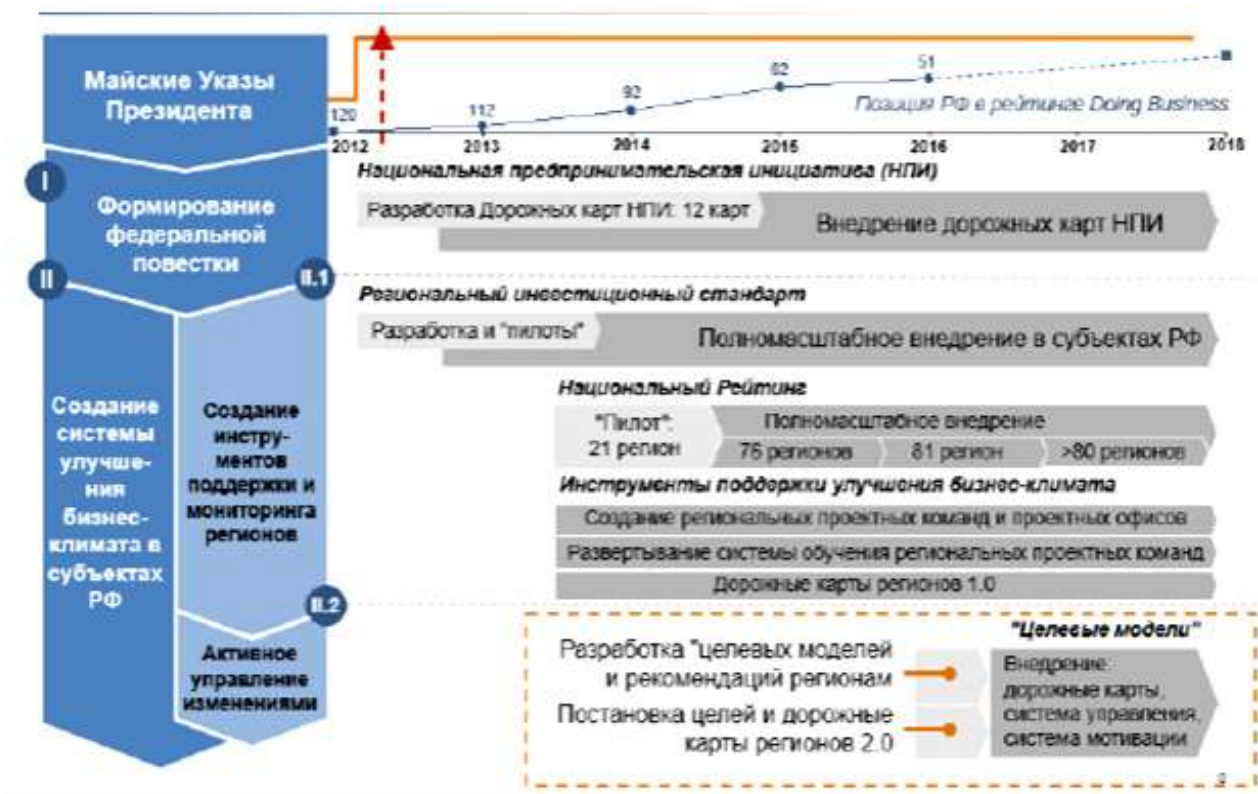 Майские Указы
Президента
120
112
92
62
51
Позиция РФ в рейтинге Doing Business
2012
2013
2014
2015
2016
2017
2018
I
Формирование
федеральной
повестки
Национальная предпринимательская инициатива (НПИ)
Разработка Дорожных карт НПИ: 12 карт
Внедрение дорожных карт НПИ
II
II.1
Региональный инвестиционный стандарт
Разработка и "пилоты"
Полномасштабное внедрение в субъектах РФ
Создание
системы
улучше-
ния
бизнес-
климата в
субъектах
РФ
Создание
инстру-
ментов
поддержки и
мониторинга
регионов
Национальный Рейтинг
"Пилот":
21 регион
Полномасштабное внедрение
76 регионов
81 регион
>80 регионов
Инструменты поддержки улучшения бизнес-климата
Создание региональных проектных команд и проектных офисов
Развертывание системы обучения региональных проектных команд
Дорожные карты регионов 1.0
II.2
Активное
управление
изменениями
"Целевые модели"
Разработка "целевых моделей
и рекомендаций регионам
Постановка целей и дорожные
карты регионов 2.0
Внедрение:
дорожные карты,
система управления,
система мотивации